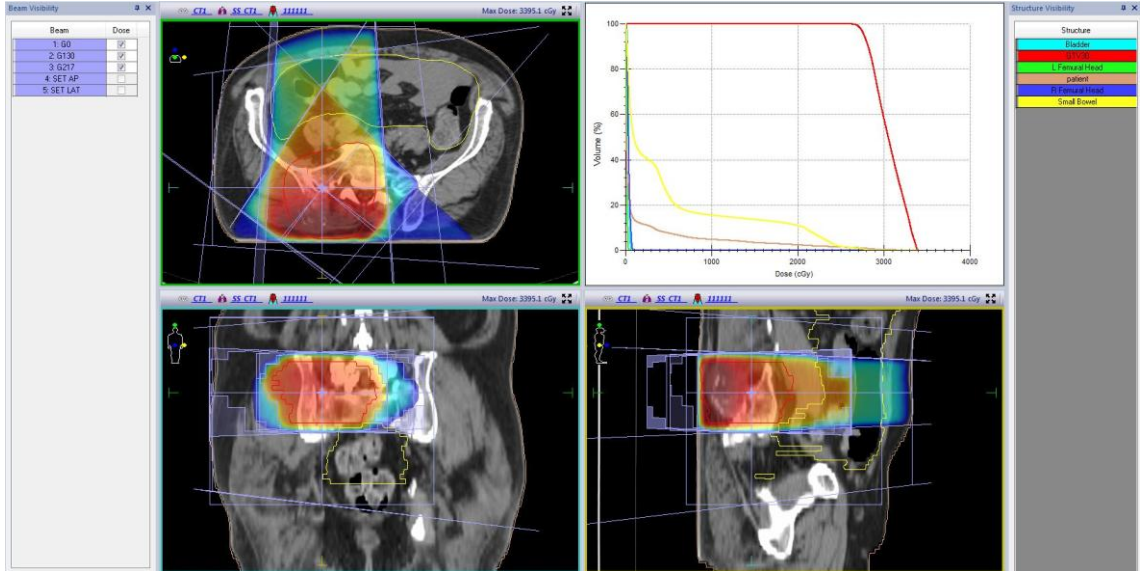 Beam Visibility
Beam Dose
1: G0
2: G130
3: G217
4: SET AP
5: SET LAT
CT1 SS CT1 111111 Max Dose: 3395.1 cGy
100
80
60
40
20
0
Volume (%)
0 1000 2000 3000 4000
Dose (cGy)
Structure Visibility
Structure
Bladder
GTV30
L Femural Head
patient
R Femural Head
Small Bowel
CT1 SS CT1 111111 Max Dose: 3395.1 cGy
CT1 SS CT1 111111 Max Dose: 3395.1 cGy